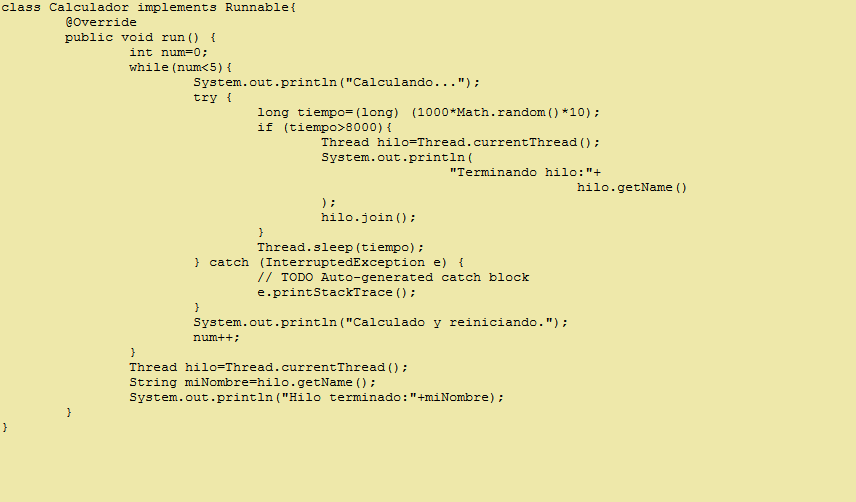 class Calculador implements Runnable{
@Override
public void run() {
int num=0;
while(num<5){
System.out.println("Calculando...");
try {
long tiempo=(long) (1000*Math.random()*10);
if (tiempo>8000){
Thread hilo=Thread.currentThread();
System.out.println(
"Terminando hilo:"+
hilo.getName()
);
hilo.join();
}
Thread.sleep(tiempo);
} catch (InterruptedException e) {
// TODO Auto-generated catch block
e.printStackTrace();
}
System.out.println("Calculado y reiniciando.");
num++;
}
Thread hilo=Thread.currentThread();
String miNombre=hilo.getName();
System.out.println("Hilo terminado:"+miNombre);
}
}